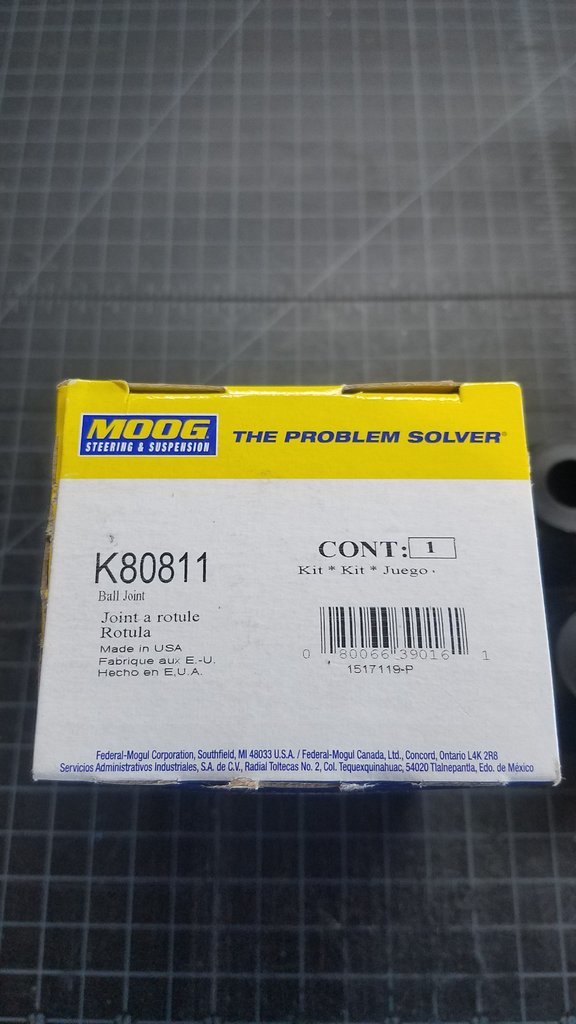 MOOG
STEERING & SUSPENSION
THE PROBLEM SOLVER®
K80811
Ball Joint
Joint a rotule
Rotula
Made in USA
Fabrique aux E.-U.
Hecho en E.U.A.
CONT: 1
Kit * Kit * Juego
0 80066 39016 1
1517119-P
Federal-Mogul Corporation, Southfield, MI 48033 U.S.A. / Federal-Mogul Canada, Ltd., Concord, Ontario L4K 2R8
Servicios Administrativos Industriales, S.A. de C.V., Radial Toltecas No. 2, Col. Tequexquinahuac, 54020 Tlalnepantla, Edo. de México